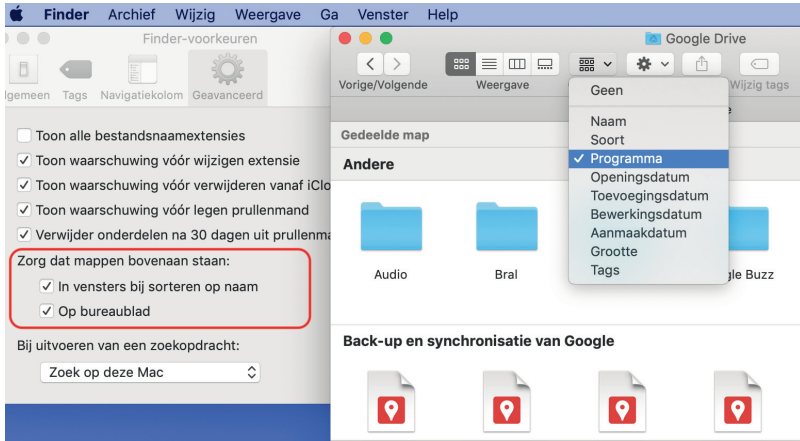 Finder Archief Wijzig Weergave Ga Venster Help
Finder-voorkeuren
lgemeen Tags Navigatiekolom Geavanceerd
Toon alle bestandsnaamextensies
Toon waarschuwing vóór wijzigen extensie
Toon waarschuwing vóór verwijderen vanaf iClo
Toon waarschuwing vóór legen prullenmand
Verwijder onderdelen na 30 dagen uit prullenma
Zorg dat mappen bovenaan staan:
In vensters bij sorteren op naam
Op bureaublad
Bij uitvoeren van een zoekopdracht:
Zoek op deze Mac
Google Drive
Vorige/Volgende Weergave Wijzig tags
Gedeelde map
Andere
Geen
Naam
Soort
Programma
Openingsdatum
Toevoegingsdatum
Bewerkingsdatum
Aanmaakdatum
Grootte
Tags
Audio Bral gle Buzz
Back-up en synchronisatie van Google